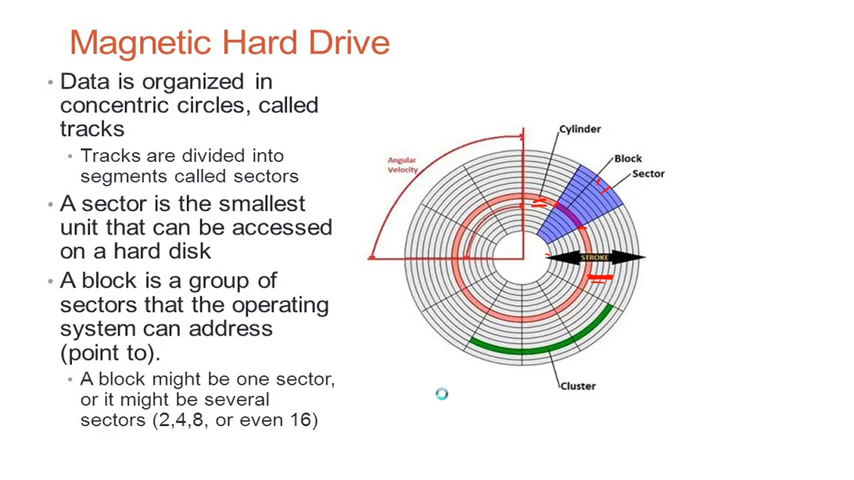 Magnetic Hard Drive
• Data is organized in
concentric circles, called
tracks
• Tracks are divided into
segments called sectors
• A sector is the smallest
unit that can be accessed
on a hard disk
• A block is a group of
sectors that the operating
system can address
(point to).
• A block might be one sector,
or it might be several
sectors (2,4,8, or even 16)
Cylinder
Block
Sector
Angular
Velocity
STROKE
Cluster